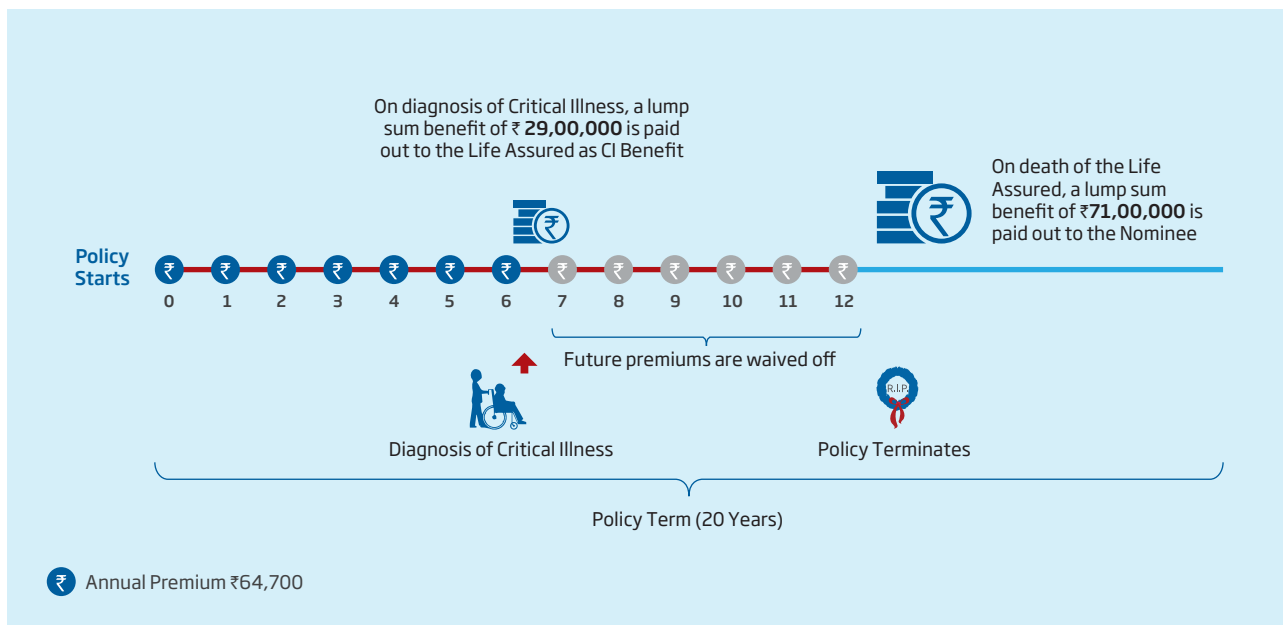 On diagnosis of Critical Illness, a lump
sum benefit of ₹ 29,00,000 is paid
out to the Life Assured as CI Benefit
On death of the Life
Assured, a lump sum
benefit of ₹71,00,000 is
paid out to the Nominee
₹
₹
Policy
Starts
₹ ₹ ₹ ₹ ₹ ₹ ₹ ₹ ₹ ₹ ₹ ₹ ₹
0 1 2 3 4 5 6 7 8 9 10 11 12
Future premiums are waived off
R.I.P.
Diagnosis of Critical Illness
Policy Terminates
Policy Term (20 Years)
₹ Annual Premium ₹64,700